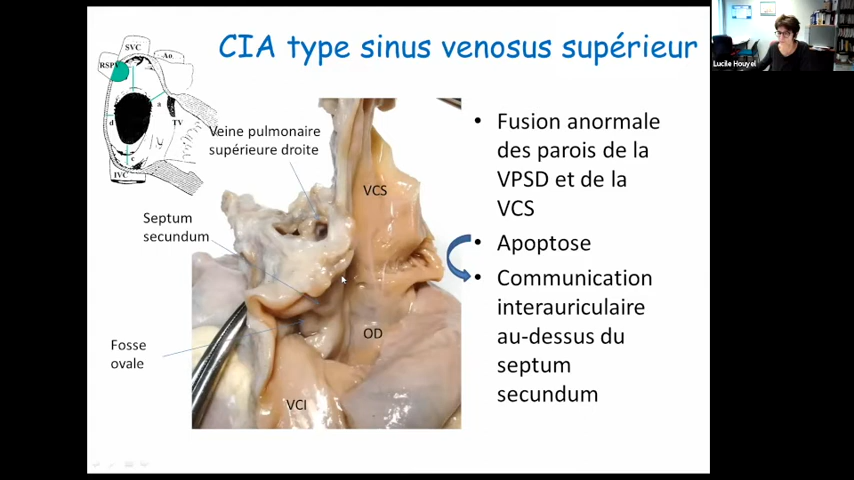 CIA type sinus venosus supérieur
Lucile Houyel
SVC
Ao
RSPV
a
d
TV
c
IVC
Veine pulmonaire
supérieure droite
VCS
Septum
secundum
Fosse
ovale
OD
VCI
• Fusion anormale
des parois de la
VPSD et de la
VCS
• Apoptose
• Communication
interauriculaire
au-dessus du
septum
secundum